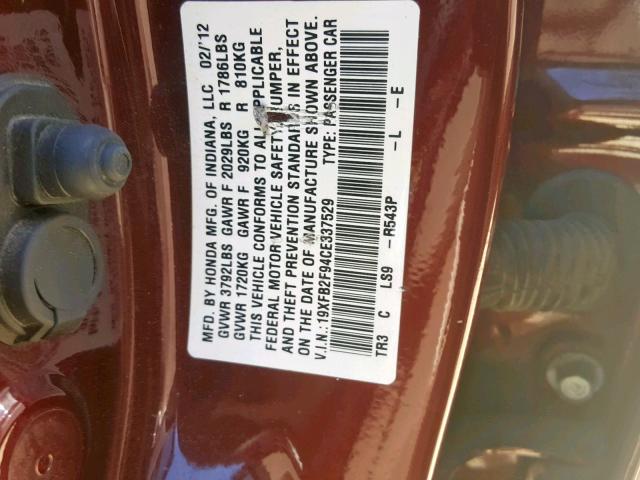 MFD. BY HONDA MFG. OF INDIANA, LLC 02/'12
GVWR 3792LBS GAWR F 2029LBS R 1786LBS
GVWR 1720KG GAWR F 920KG R 810KG
THIS VEHICLE CONFORMS TO ALL APPLICABLE
FEDERAL MOTOR VEHICLE SAFETY, BUMPER,
AND THEFT PREVENTION STANDARDS IN EFFECT
ON THE DATE OF MANUFACTURE SHOWN ABOVE.
V.I.N.: 19XFB2F94CE337529 TYPE: PASSENGER CAR
TR3 C LS9 -R543P -L -E